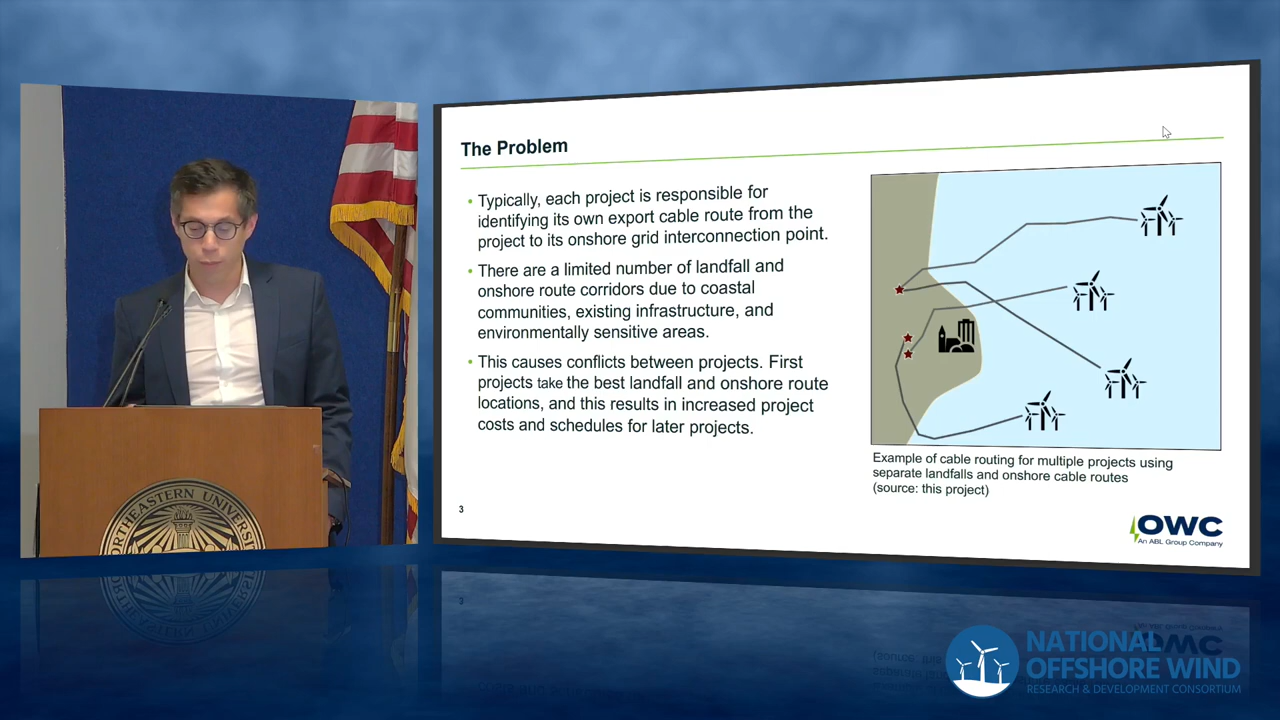 The Problem
• Typically, each project is responsible for
identifying its own export cable route from the
project to its onshore grid interconnection point.
• There are a limited number of landfall and
onshore route corridors due to coastal
communities, existing infrastructure, and
environmentally sensitive areas.
• This causes conflicts between projects. First
projects take the best landfall and onshore route
locations, and this results in increased project
costs and schedules for later projects.
Example of cable routing for multiple projects using
separate landfalls and onshore cable routes
(source: this project)
3
OWC
An ABL Group Company
NORTHEASTERN UNIVERSITY
NATIONAL
OFFSHORE WIND
RESEARCH & DEVELOPMENT CONSORTIUM